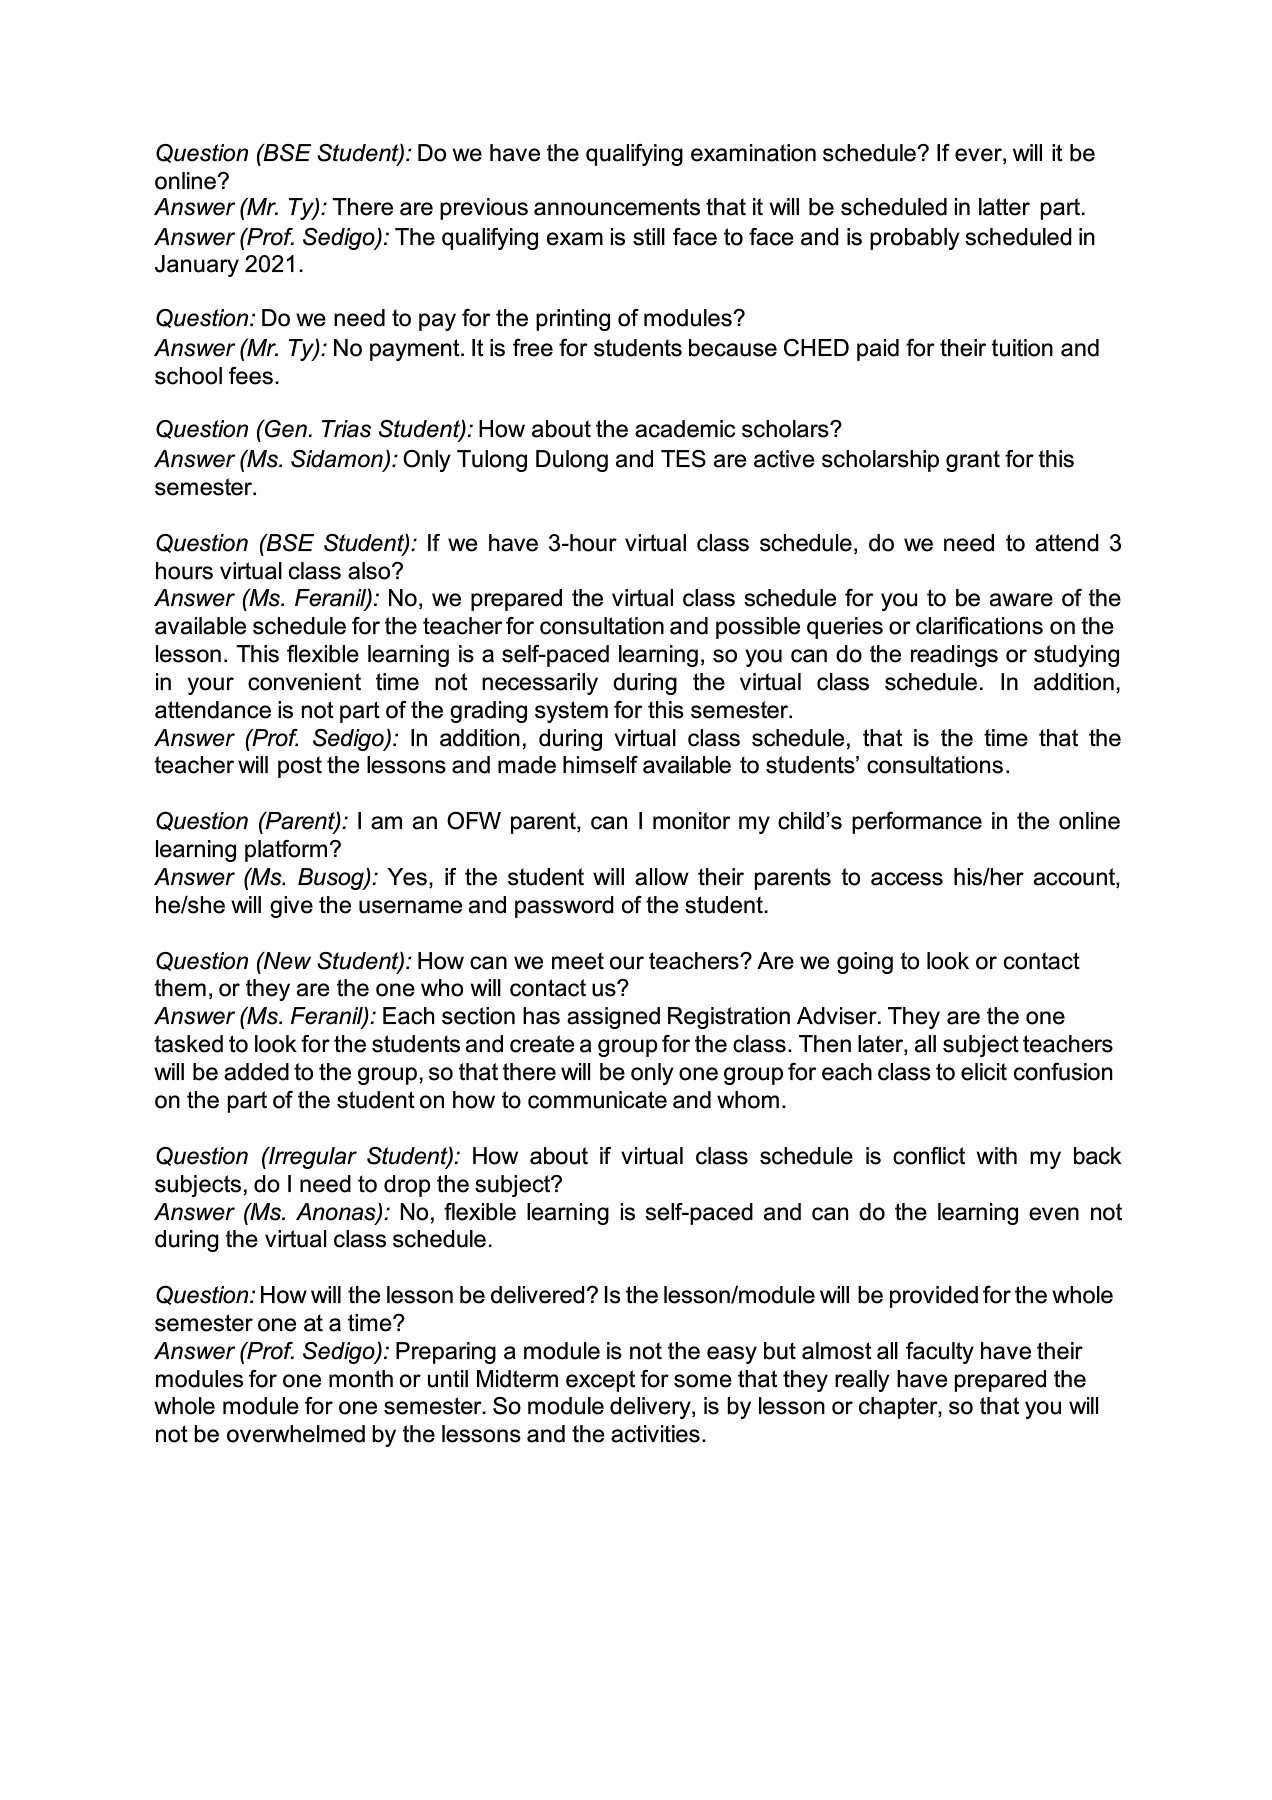 Question (BSE Student): Do we have the qualifying examination schedule? If ever, will it be
online?
Answer (Mr. Ty): There are previous announcements that it will be scheduled in latter part.
Answer (Prof. Sedigo): The qualifying exam is still face to face and is probably scheduled in
January 2021.
Question: Do we need to pay for the printing of modules?
Answer (Mr. Ty): No payment. It is free for students because CHED paid for their tuition and
school fees.
Question (Gen. Trias Student): How about the academic scholars?
Answer (Ms. Sidamon): Only Tulong Dulong and TES are active scholarship grant for this
semester.
Question (BSE Student): If we have 3-hour virtual class schedule, do we need to attend 3
hours virtual class also?
Answer (Ms. Feranil): No, we prepared the virtual class schedule for you to be aware of the
available schedule for the teacher for consultation and possible queries or clarifications on the
lesson. This flexible learning is a self-paced learning, so you can do the readings or studying
in your convenient time not necessarily during the virtual class schedule. In addition,
attendance is not part of the grading system for this semester.
Answer (Prof. Sedigo): In addition, during virtual class schedule, that is the time that the
teacher will post the lessons and made himself available to students’ consultations.
Question (Parent): I am an OFW parent, can I monitor my child’s performance in the online
learning platform?
Answer (Ms. Busog): Yes, if the student will allow their parents to access his/her account,
he/she will give the username and password of the student.
Question (New Student): How can we meet our teachers? Are we going to look or contact
them, or they are the one who will contact us?
Answer (Ms. Feranil): Each section has assigned Registration Adviser. They are the one
tasked to look for the students and create a group for the class. Then later, all subject teachers
will be added to the group, so that there will be only one group for each class to elicit confusion
on the part of the student on how to communicate and whom.
Question (Irregular Student): How about if virtual class schedule is conflict with my back
subjects, do I need to drop the subject?
Answer (Ms. Anonas): No, flexible learning is self-paced and can do the learning even not
during the virtual class schedule.
Question: How will the lesson be delivered? Is the lesson/module will be provided for the whole
semester one at a time?
Answer (Prof. Sedigo): Preparing a module is not the easy but almost all faculty have their
modules for one month or until Midterm except for some that they really have prepared the
whole module for one semester. So module delivery, is by lesson or chapter, so that you will
not be overwhelmed by the lessons and the activities.